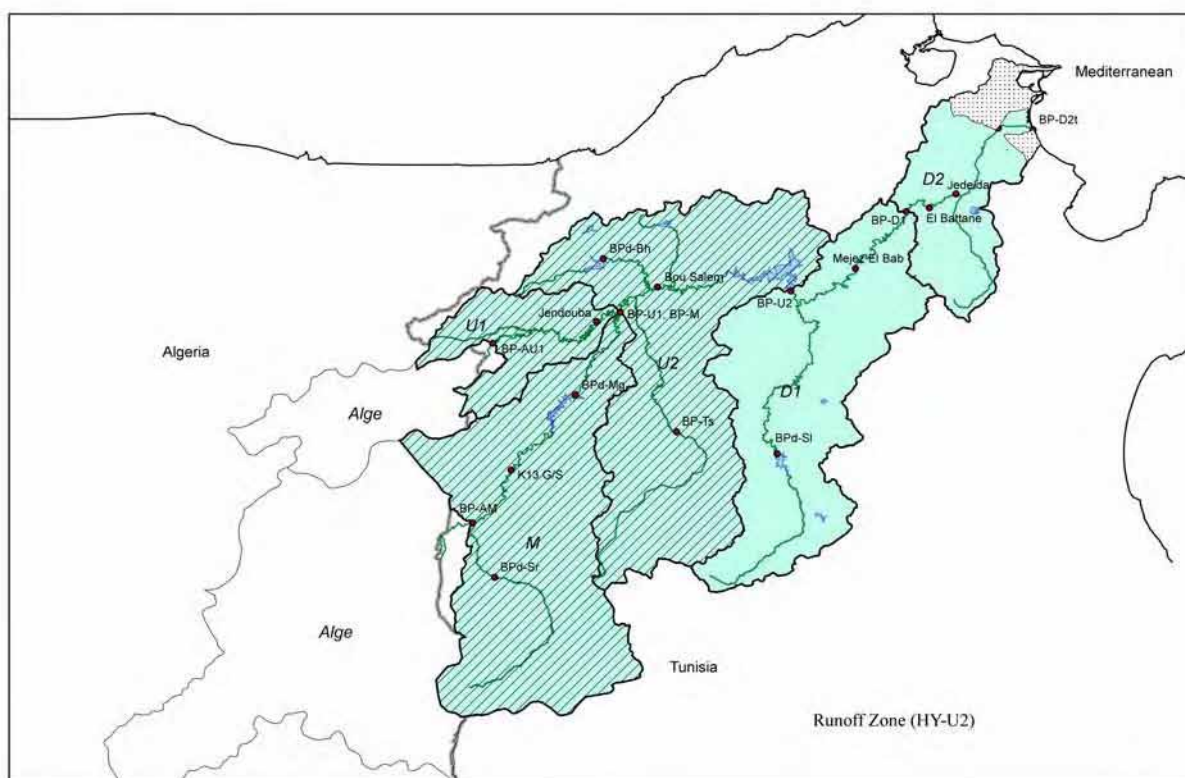 Mediterranean
BP-D2t
D2
Jedeida
BP-D1
El Battane
BPd-Bh
Mejez El Bab
Bou Salem
BP-U2
BP-U1, BP-M
Jendouba
U1
BP-AU1
Algeria
U2
BPd-Mg
D1
Alge
BP-Ts
BPd-Sl
K13 G/S
BP-AM
M
BPd-Sr
Alge
Tunisia
Runoff Zone (HY-U2)